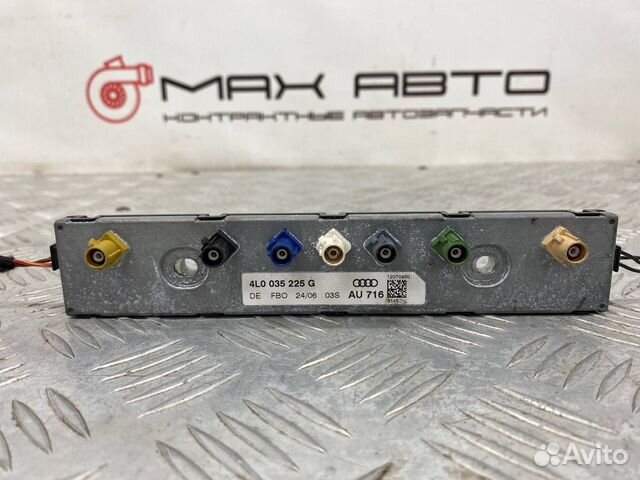 MAX АВТО
КОНТРАКТНЫЕ АВТОЗАПЧАСТИ
4L0 035 225 G
DE FBO 24/06 03S AU 716
Avito